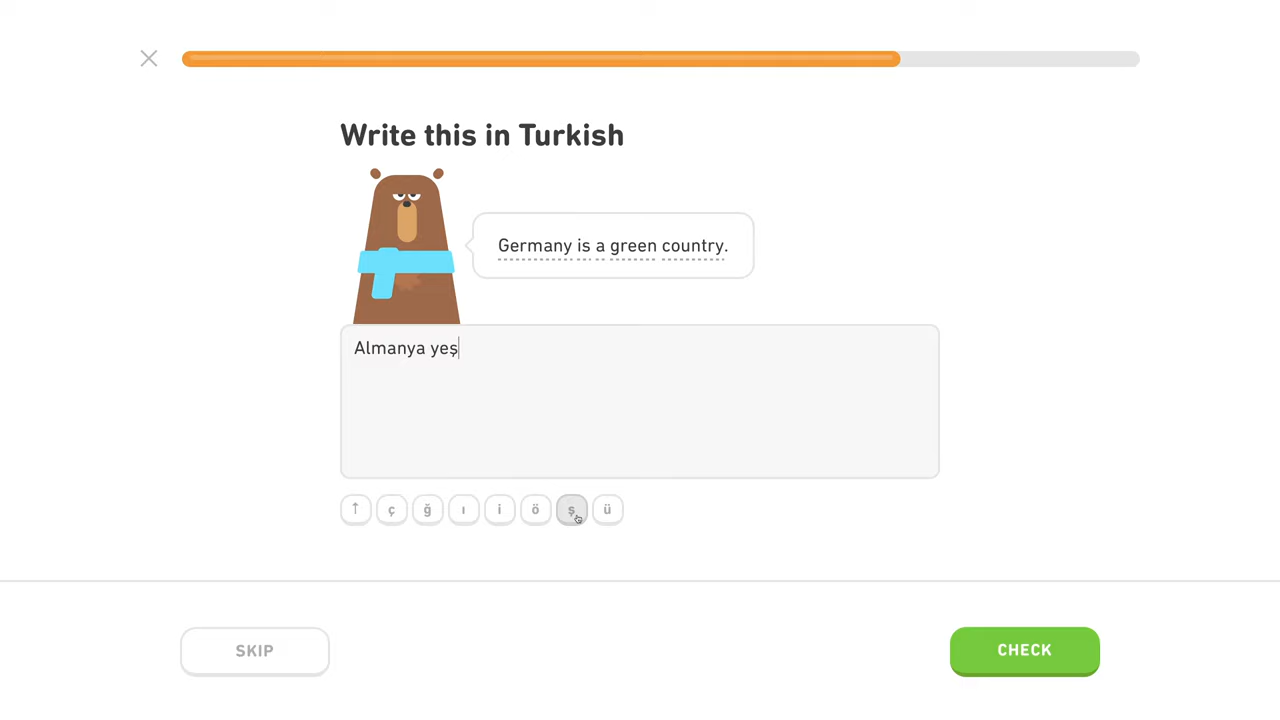 Write this in Turkish
Germany is a green country.
Almanya yeş
↑ ç ğ ı i ö ş ü
SKIP
CHECK